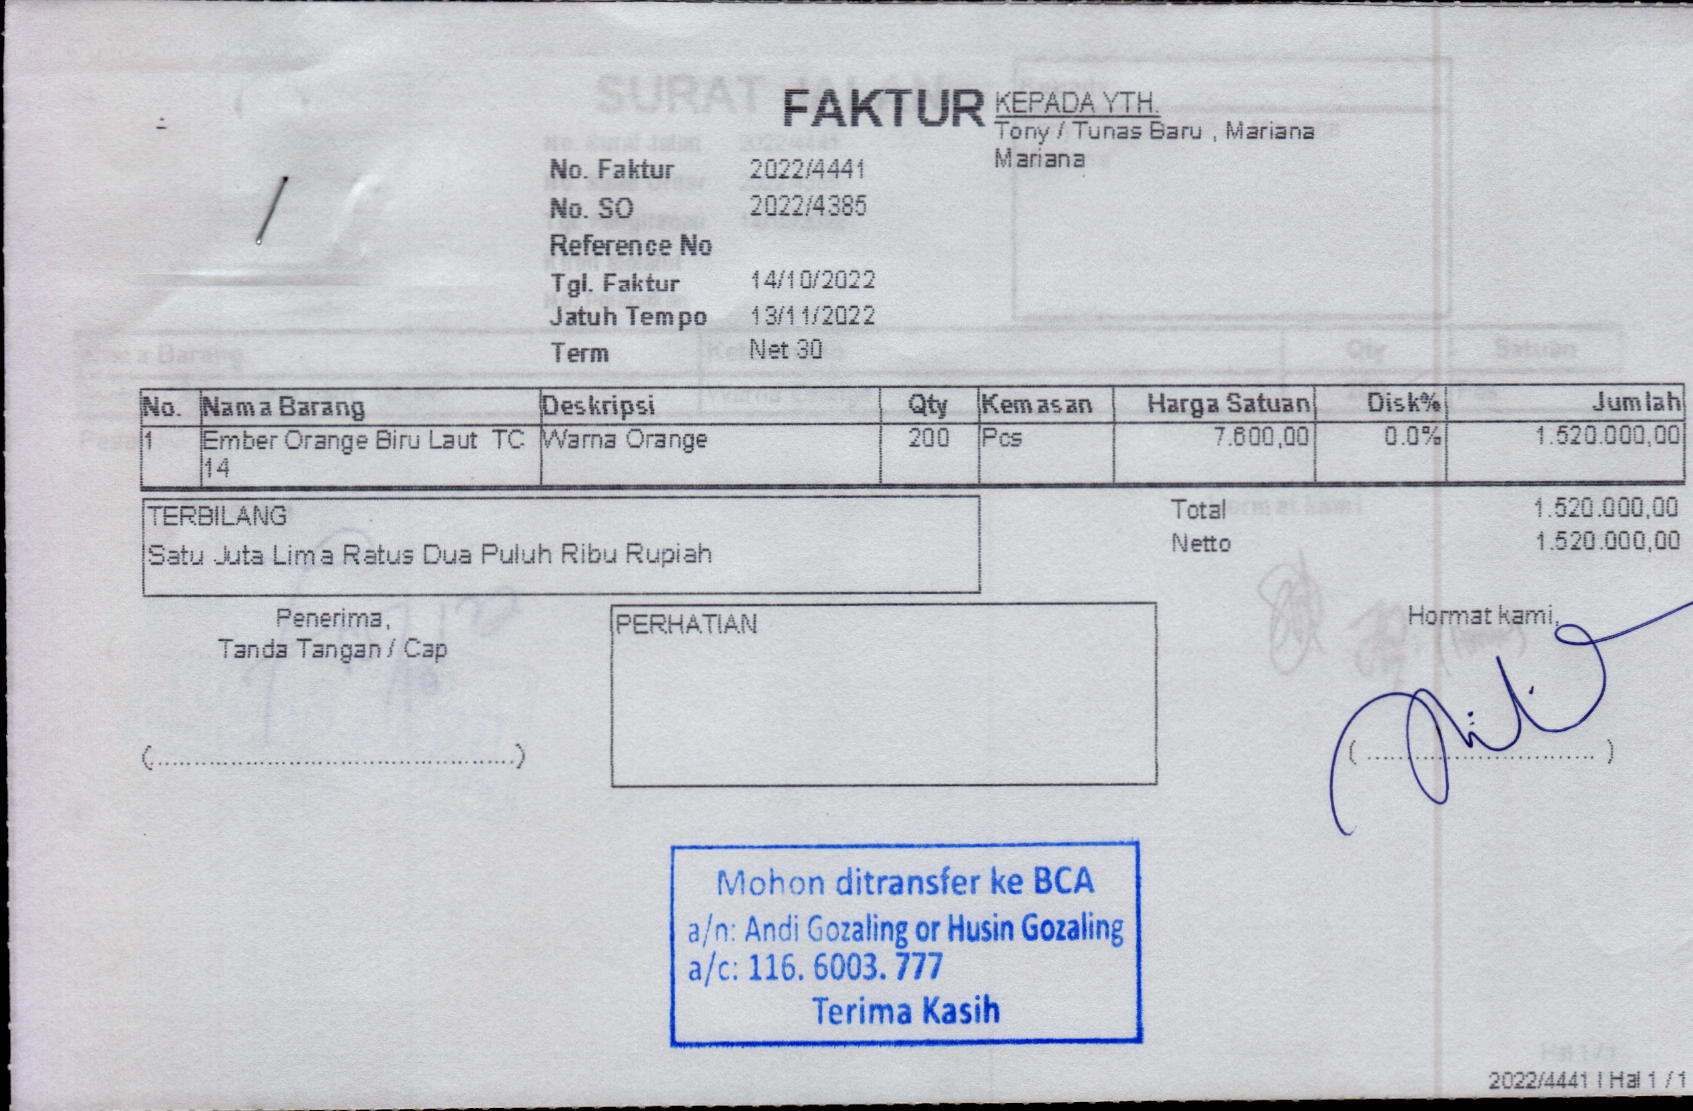 SURAT JALAN
FAKTUR
KEPADA YTH.
Tony / Tunas Baru , Mariana
Mariana
No. Faktur 2022/4441
No. SO 2022/4385
Reference No
Tgl. Faktur 14/10/2022
Jatuh Tempo 13/11/2022
Term Net 30
No. Nama Barang Deskripsi Qty Kemasan Harga Satuan Disk% Jumlah
1 Ember Orange Biru Laut TC Warna Orange 200 Pcs 7.600,00 0.0% 1.520.000,00
14
TERBILANG
Satu Juta Lima Ratus Dua Puluh Ribu Rupiah
Total 1.520.000,00
Netto 1.520.000,00
Penerima,
Tanda Tangan / Cap
(..................................................)
PERHATIAN
Hormat kami,
(................................)
Mohon ditransfer ke BCA
a/n: Andi Gozaling or Husin Gozaling
a/c: 116. 6003. 777
Terima Kasih
2022/4441 | Hal 1 / 1